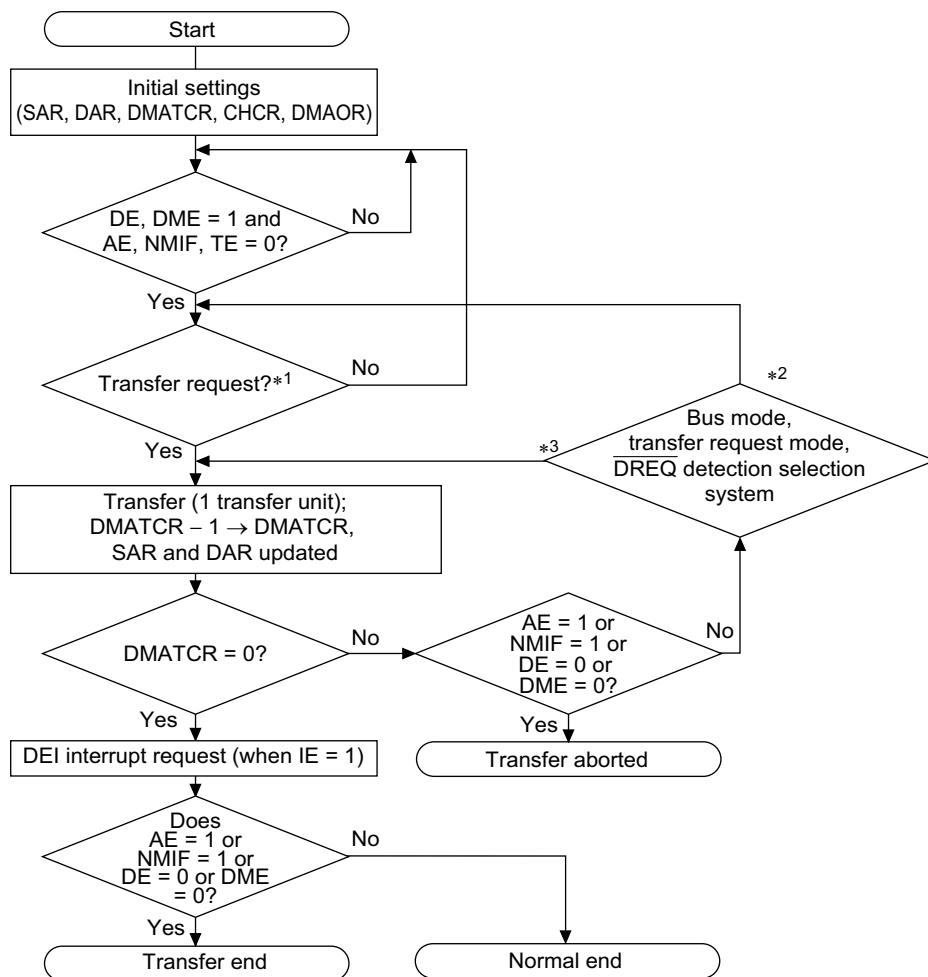 Start
Initial settings
(SAR, DAR, DMATCR, CHCR, DMAOR)
DE, DME = 1 and
AE, NMIF, TE = 0?
No
Yes
Transfer request?*1
No
Yes
*2
Bus mode,
transfer request mode,
DREQ detection selection
system
*3
Transfer (1 transfer unit);
DMATCR – 1 → DMATCR,
SAR and DAR updated
DMATCR = 0?
No
Yes
AE = 1 or
NMIF = 1 or
DE = 0 or
DME = 0?
No
Yes
Transfer aborted
DEI interrupt request (when IE = 1)
Does
AE = 1 or
NMIF = 1 or
DE = 0 or DME
= 0?
No
Yes
Transfer end
Normal end